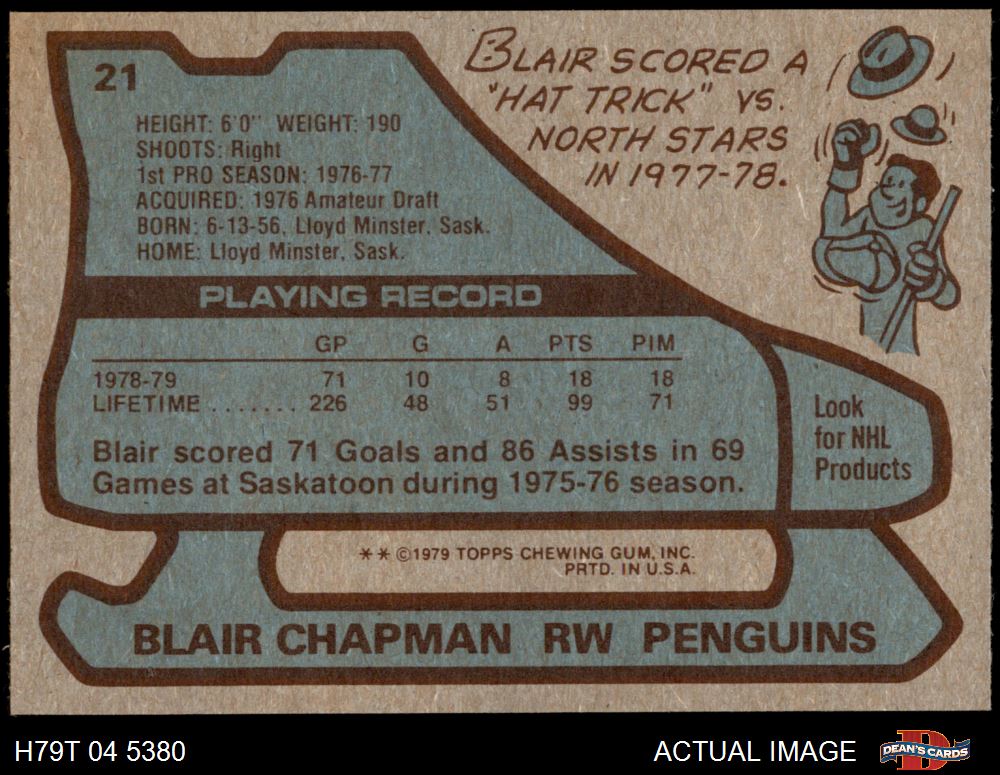 21
HEIGHT: 6'0" WEIGHT: 190
SHOOTS: Right
1st PRO SEASON: 1976-77
ACQUIRED: 1976 Amateur Draft
BORN: 6-13-56, Lloyd Minster, Sask.
HOME: Lloyd Minster, Sask.
BLAIR SCORED A
"HAT TRICK" VS.
NORTH STARS
IN 1977-78.
PLAYING RECORD
GP G A PTS PIM
1978-79 71 10 8 18 18
LIFETIME ....... 226 48 51 99 71
Blair scored 71 Goals and 86 Assists in 69
Games at Saskatoon during 1975-76 season.
Look
for NHL
Products
** ©1979 TOPPS CHEWING GUM, INC.
PRTD. IN U.S.A.
BLAIR CHAPMAN RW PENGUINS
H79T 04 5380
ACTUAL IMAGE
DEAN'S CARDS